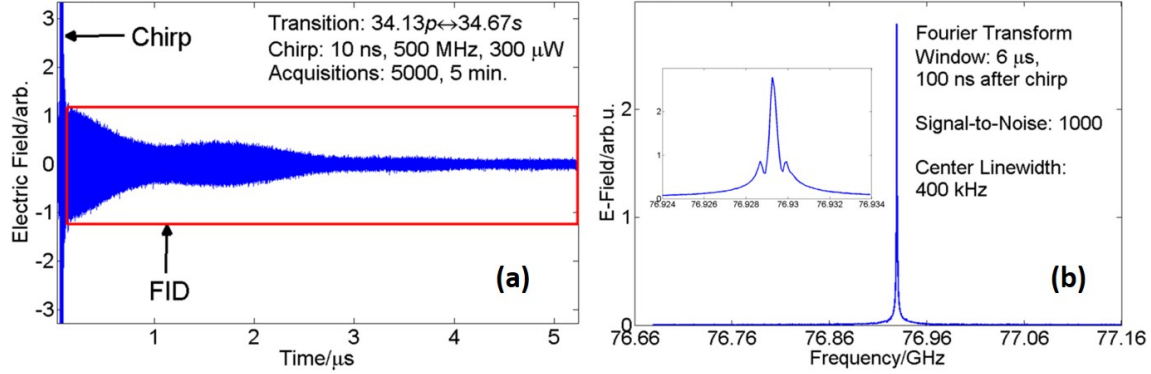 Transition: 34.13p↔34.67s
Chirp: 10 ns, 500 MHz, 300 μW
Acquisitions: 5000, 5 min.
Chirp
FID
(a)
Electric Field/arb.
3
2
1
0
-1
-2
-3
1
2
3
4
5
Time/μs
Fourier Transform
Window: 6 μs,
100 ns after chirp
Signal-to-Noise: 1000
Center Linewidth:
400 kHz
(b)
E-Field/arb.u.
2
1
0
76.66
76.76
76.86
76.96
77.06
77.16
Frequency/GHz
2
1
0
76.924
76.926
76.928
76.93
76.932
76.934